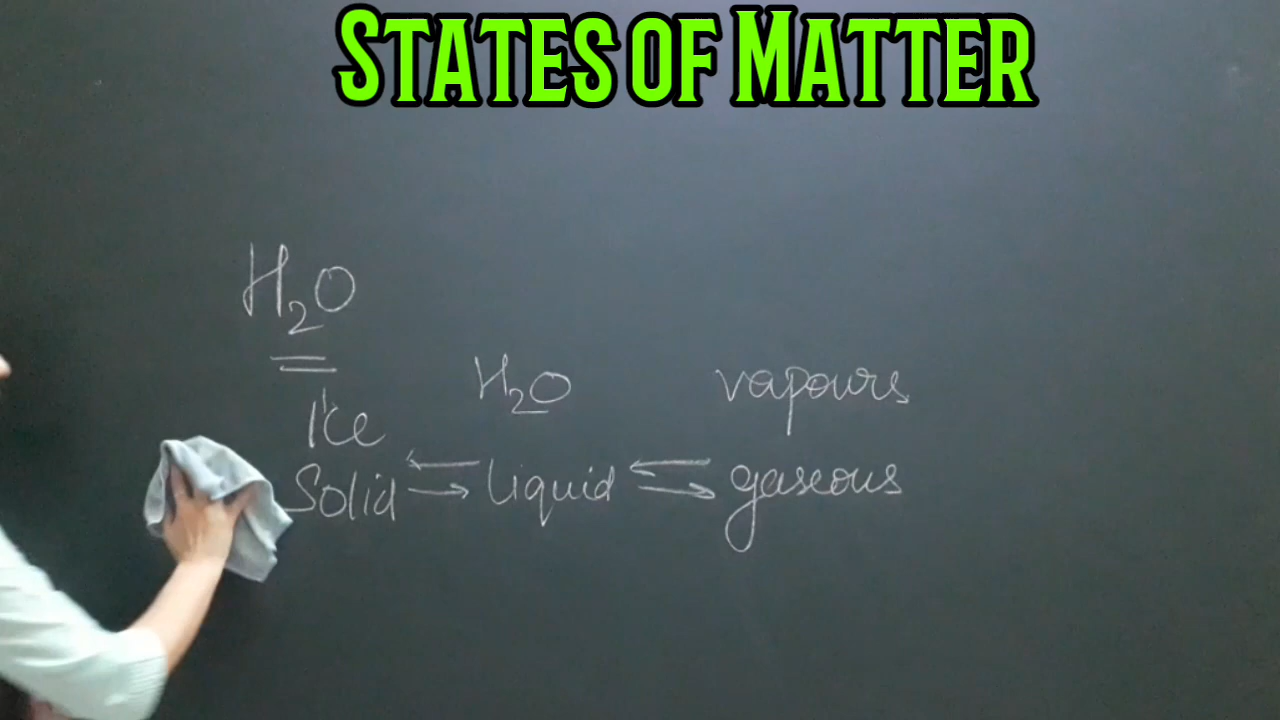 STATES OF MATTER
H₂O
Ice H₂O vapours
Solid ⇌ liquid ⇌ gaseous